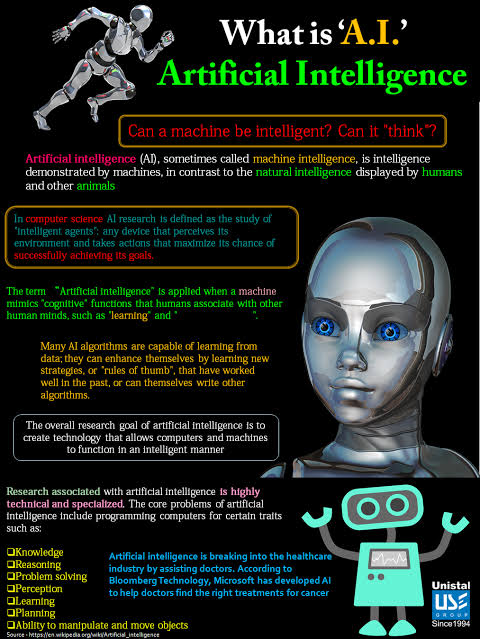 What is ‘A.I.’
Artificial Intelligence
Can a machine be intelligent? Can it "think"?
Artificial intelligence (AI), sometimes called machine intelligence, is intelligence
demonstrated by machines, in contrast to the natural intelligence displayed by humans
and other animals
In computer science AI research is defined as the study of
"intelligent agents": any device that perceives its
environment and takes actions that maximize its chance of
successfully achieving its goals.
The term "Artificial intelligence" is applied when a machine
mimics "cognitive" functions that humans associate with other
human minds, such as "learning" and " ".
Many AI algorithms are capable of learning from
data; they can enhance themselves by learning new
strategies, or "rules of thumb", that have worked
well in the past, or can themselves write other
algorithms.
The overall research goal of artificial intelligence is to
create technology that allows computers and machines
to function in an intelligent manner
Research associated with artificial intelligence is highly
technical and specialized. The core problems of artificial
intelligence include programming computers for certain traits
such as:
❑Knowledge
❑Reasoning
❑Problem solving
❑Perception
❑Learning
❑Planning
❑Ability to manipulate and move objects
Artificial intelligence is breaking into the healthcare
industry by assisting doctors. According to
Bloomberg Technology, Microsoft has developed AI
to help doctors find the right treatments for cancer
Source - https://en.wikipedia.org/wiki/Artificial_intelligence
Unistal
USE
GROUP
Since1994